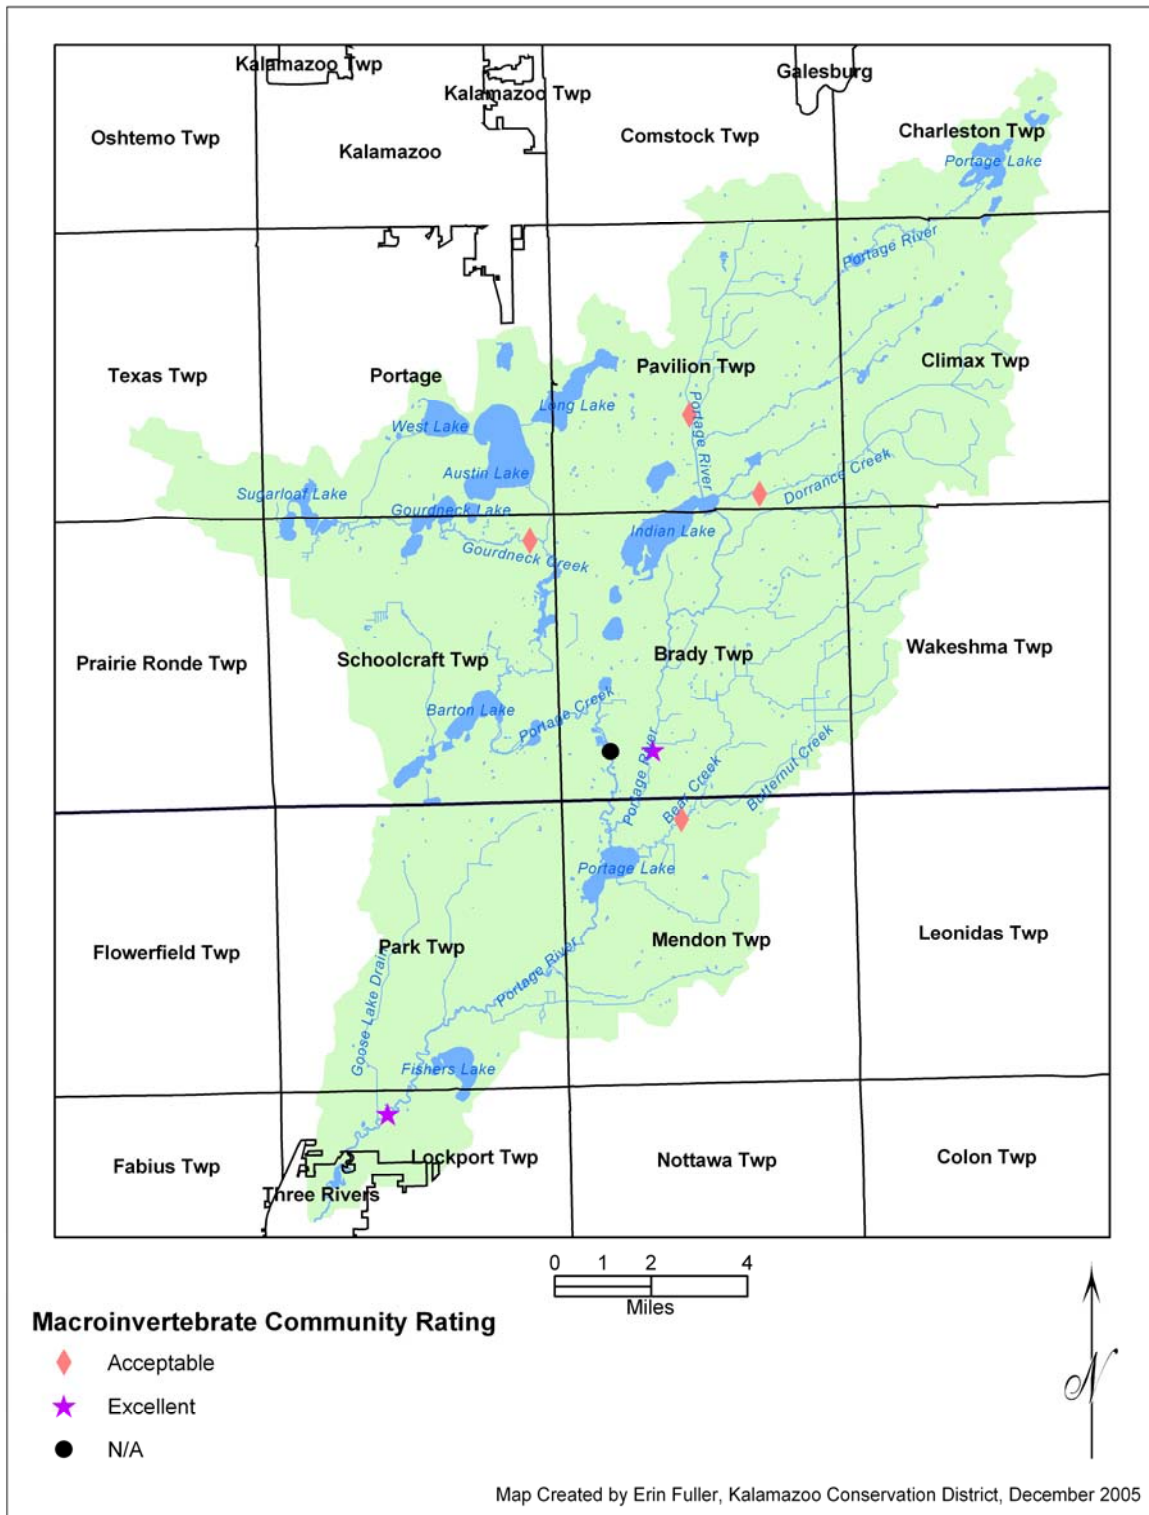 Kalamazoo Twp
Galesburg
Kalamazoo Twp
Oshtemo Twp
Kalamazoo
Comstock Twp
Charleston Twp
Portage Lake
Portage River
Texas Twp
Portage
Pavilion Twp
Climax Twp
Long Lake
West Lake
Portage River
Austin Lake
Dorrance Creek
Sugarloaf Lake
Gourdneck Lake
Indian Lake
Gourdneck Creek
Prairie Ronde Twp
Schoolcraft Twp
Brady Twp
Wakeshma Twp
Barton Lake
Portage Creek
Portage River
Bear Creek
Butternut Creek
Portage Lake
Flowerfield Twp
Park Twp
Mendon Twp
Leonidas Twp
Portage River
Goose Lake Drain
Fishers Lake
Fabius Twp
Lockport Twp
Nottawa Twp
Colon Twp
Three Rivers
0 1 2 4
Miles
Macroinvertebrate Community Rating
Acceptable
Excellent
N/A
N
Map Created by Erin Fuller, Kalamazoo Conservation District, December 2005